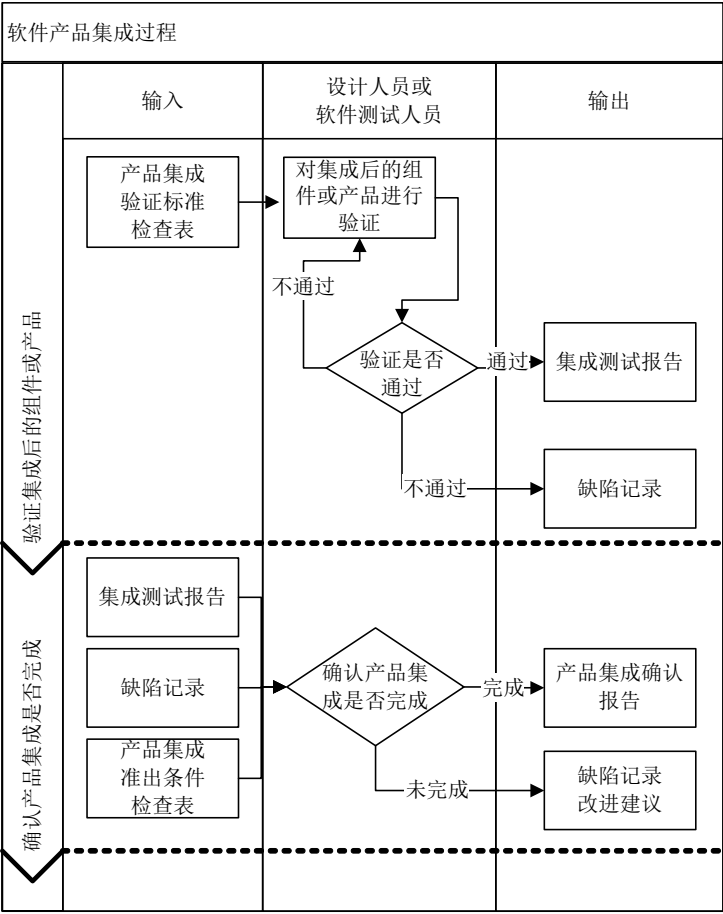 软件产品集成过程
输入
设计人员或
软件测试人员
输出
验证集成后的组件或产品
产品集成
验证标准
检查表
对集成后的组
件或产品进行
验证
不通过
验证是否
通过
通过
集成测试报告
不通过
缺陷记录
确认产品集成是否完成
集成测试报告
缺陷记录
产品集成
准出条件
检查表
确认产品集
成是否完成
完成
产品集成确认
报告
未完成
缺陷记录
改进建议